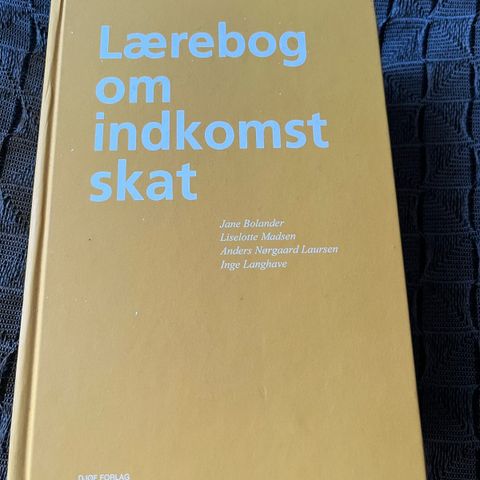 Lærebog
om
indkomst
skat
Jane Bolander
Liselotte Madsen
Anders Nørgaard Laursen
Inge Langhave
DJØF FORLAG